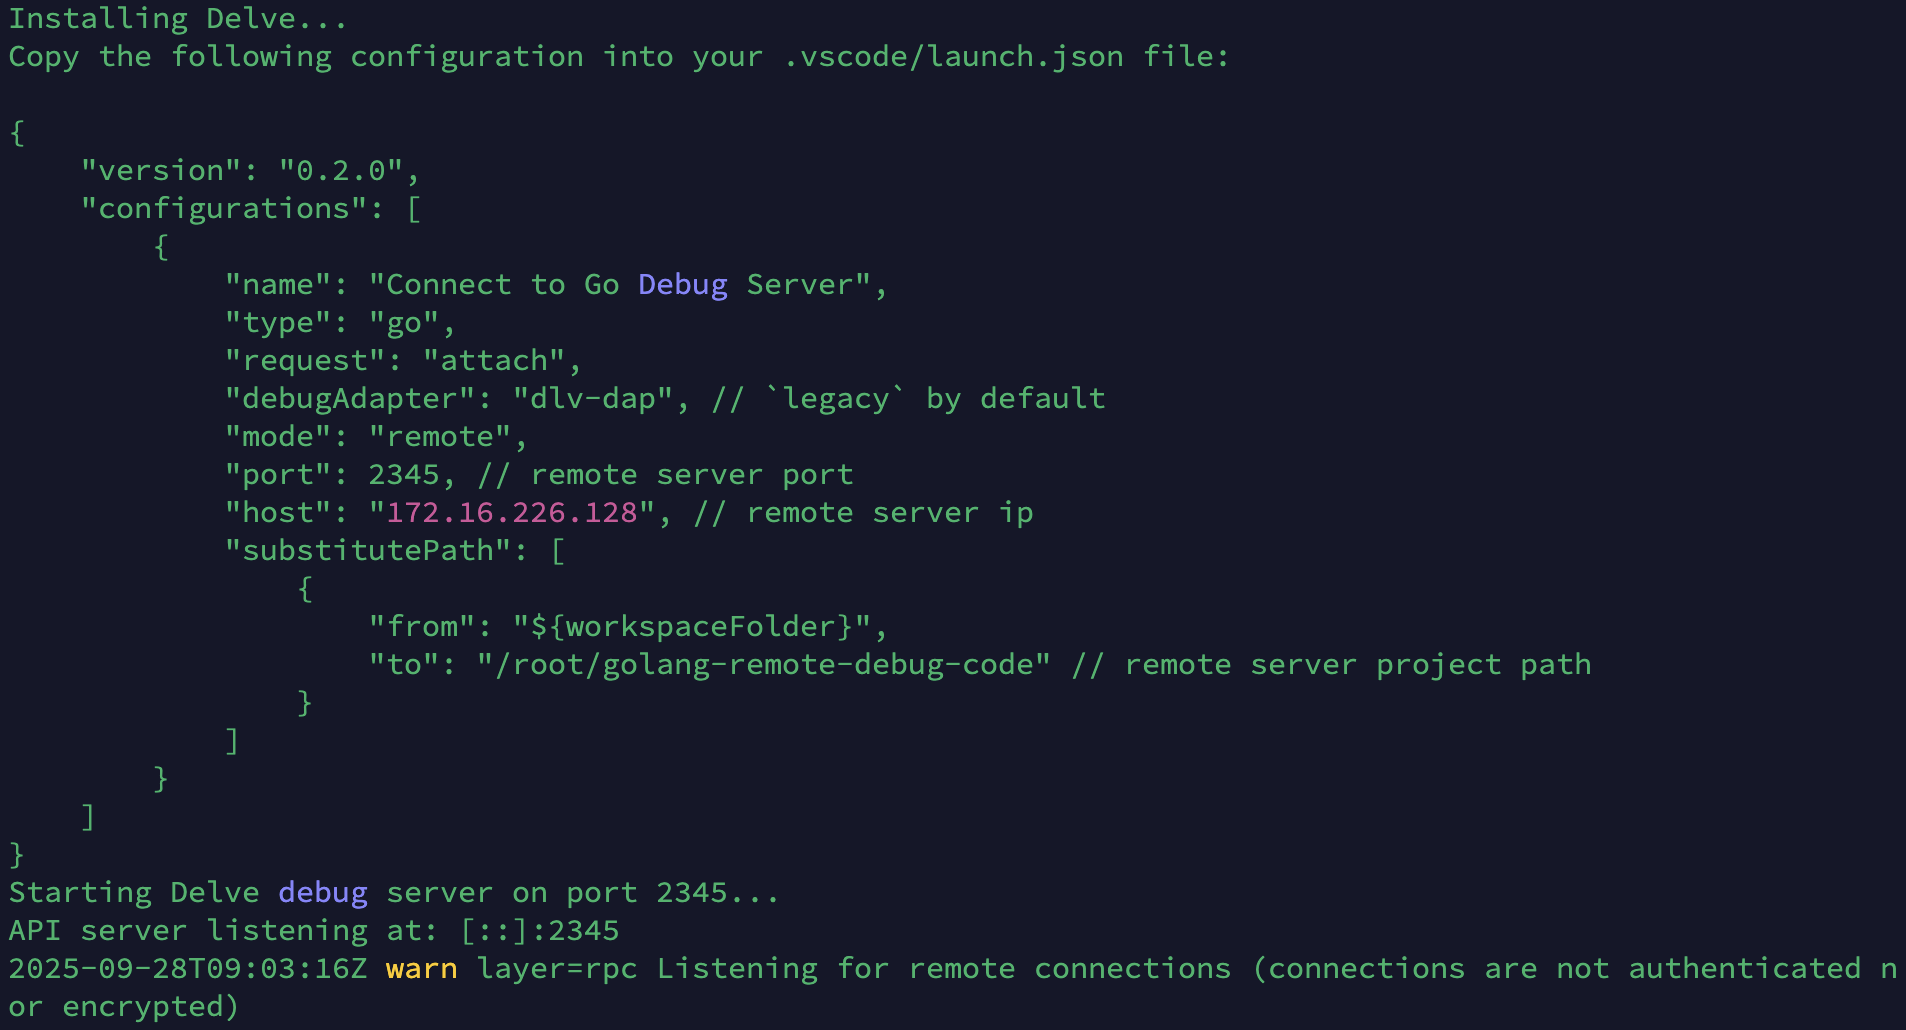 Installing Delve...
Copy the following configuration into your .vscode/launch.json file:

{
    "version": "0.2.0",
    "configurations": [
        {
            "name": "Connect to Go Debug Server",
            "type": "go",
            "request": "attach",
            "debugAdapter": "dlv-dap", // `legacy` by default
            "mode": "remote",
            "port": 2345, // remote server port
            "host": "172.16.226.128", // remote server ip
            "substitutePath": [
                {
                    "from": "${workspaceFolder}",
                    "to": "/root/golang-remote-debug-code" // remote server project path
                }
            ]
        }
    ]
}
Starting Delve debug server on port 2345...
API server listening at: [::]:2345
2025-09-28T09:03:16Z warn layer=rpc Listening for remote connections (connections are not authenticated n
or encrypted)